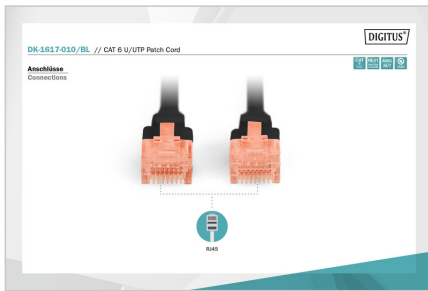 DIGITUS®
DK-1617-010/BL // CAT 6 U/UTP Patch Cord
Anschlüsse
Connections
RJ45